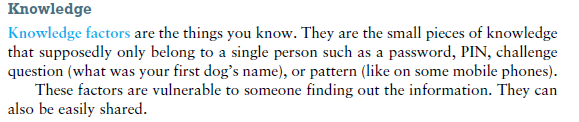 Knowledge
Knowledge factors are the things you know. They are the small pieces of knowledge
that supposedly only belong to a single person such as a password, PIN, challenge
question (what was your first dog’s name), or pattern (like on some mobile phones).
These factors are vulnerable to someone finding out the information. They can
also be easily shared.